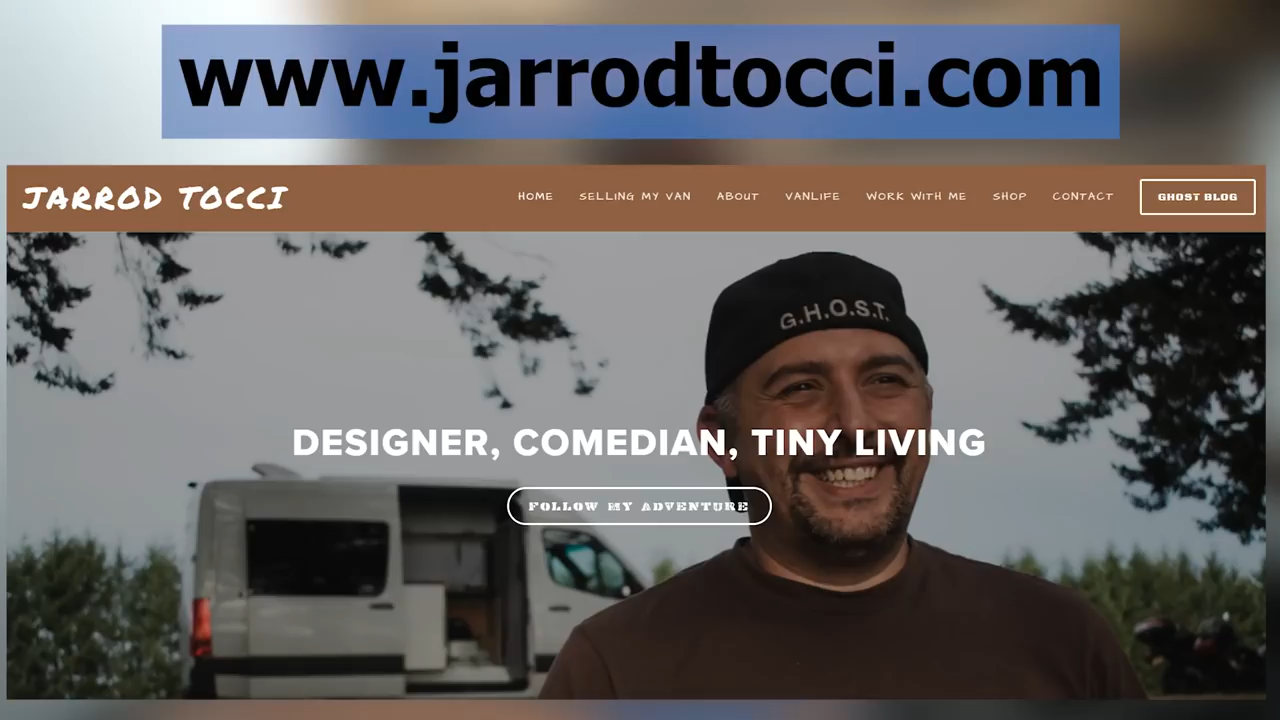 www.jarrodtocci.com
JARROD TOCCI
HOME SELLING MY VAN ABOUT VANLIFE WORK WITH ME SHOP CONTACT GHOST BLOG
G.H.O.S.T.
DESIGNER, COMEDIAN, TINY LIVING
FOLLOW MY ADVENTURE